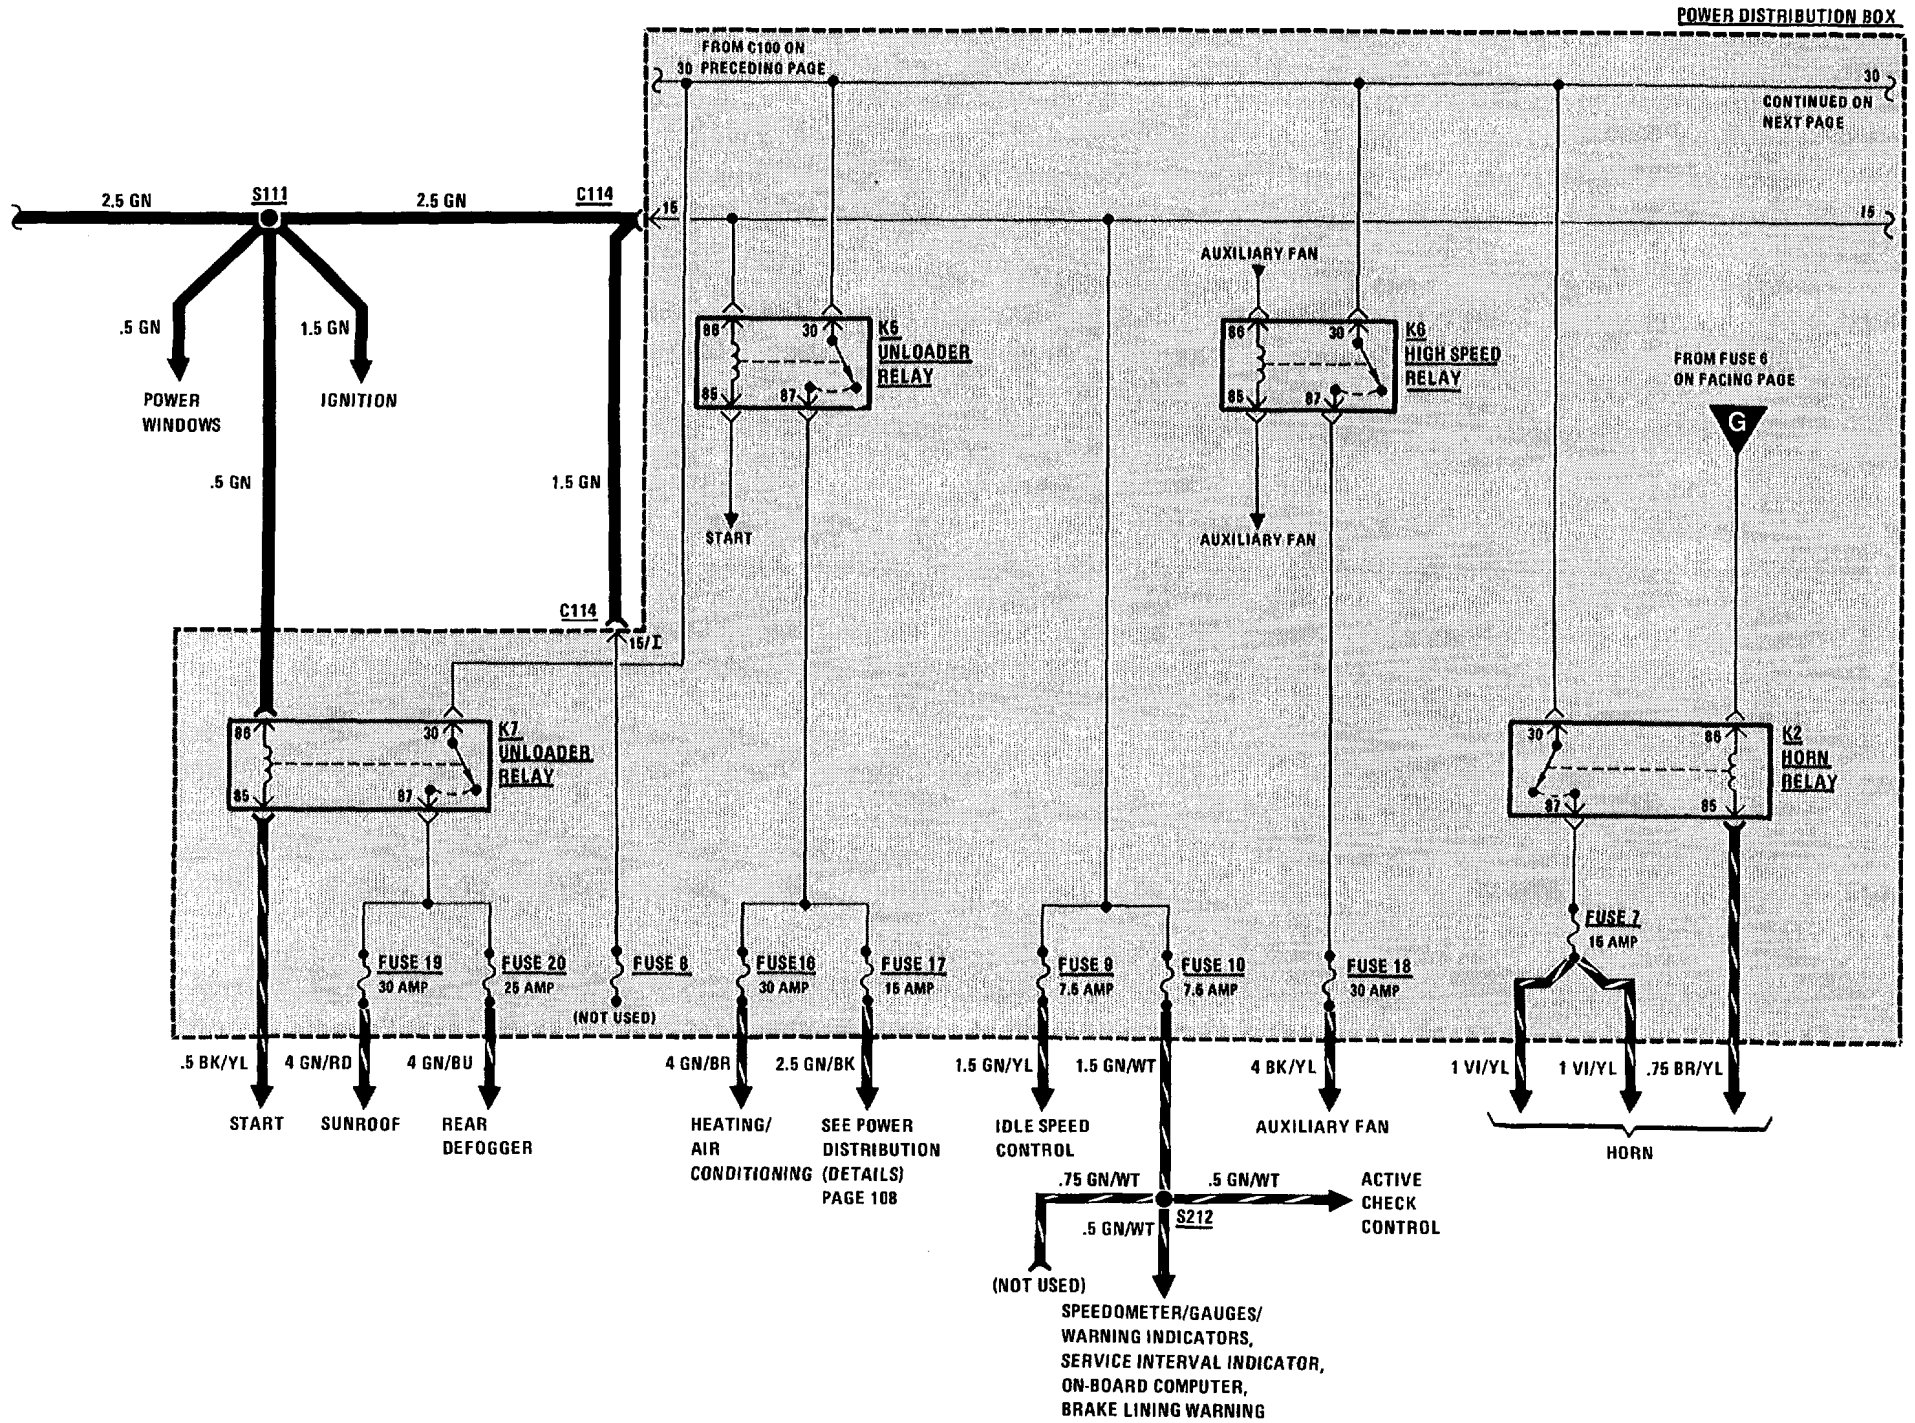 POWER DISTRIBUTION BOX
FROM C100 ON
30 PRECEDING PAGE
30
CONTINUED ON
NEXT PAGE
2.5 GN
S111
2.5 GN
C114
15
15
AUXILIARY FAN
.5 GN
1.5 GN
86
30
K5
UNLOADER
RELAY
85
87
86
30
K6
HIGH SPEED
RELAY
85
87
FROM FUSE 6
ON FACING PAGE
G
POWER
WINDOWS
IGNITION
.5 GN
1.5 GN
START
AUXILIARY FAN
C114
15/I
86
30
K7
UNLOADER
RELAY
85
87
30
86
K2
HORN
RELAY
87
85
FUSE 19
30 AMP
FUSE 20
25 AMP
FUSE 8
(NOT USED)
FUSE 16
30 AMP
FUSE 17
15 AMP
FUSE 9
7.5 AMP
FUSE 10
7.5 AMP
FUSE 18
30 AMP
FUSE 7
15 AMP
.5 BK/YL
4 GN/RD
4 GN/BU
4 GN/BR
2.5 GN/BK
1.5 GN/YL
1.5 GN/WT
4 BK/YL
1 VI/YL
1 VI/YL
.75 BR/YL
START
SUNROOF
REAR
DEFOGGER
HEATING/
AIR
CONDITIONING
SEE POWER
DISTRIBUTION
(DETAILS)
PAGE 108
IDLE SPEED
CONTROL
AUXILIARY FAN
HORN
.75 GN/WT
.5 GN/WT
ACTIVE
CHECK
CONTROL
.5 GN/WT
S212
(NOT USED)
SPEEDOMETER/GAUGES/
WARNING INDICATORS,
SERVICE INTERVAL INDICATOR,
ON-BOARD COMPUTER,
BRAKE LINING WARNING